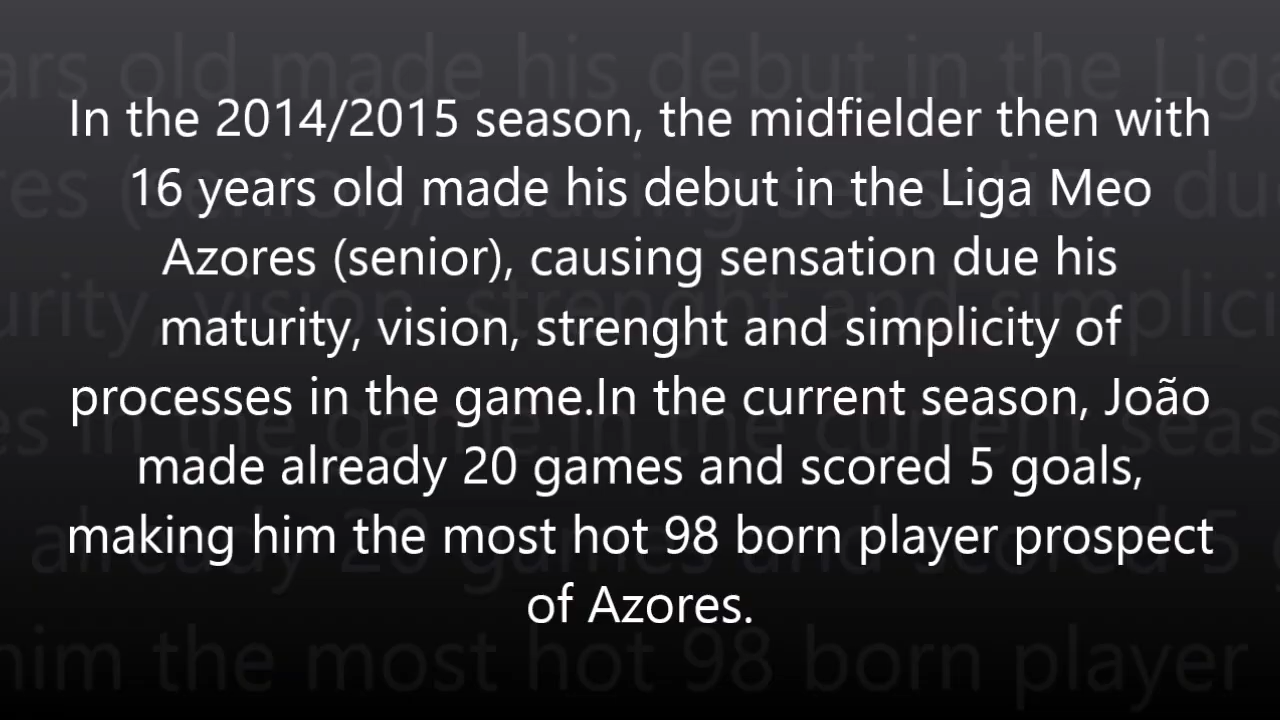 In the 2014/2015 season, the midfielder then with
16 years old made his debut in the Liga Meo
Azores (senior), causing sensation due his
maturity, vision, strenght and simplicity of
processes in the game.In the current season, João
made already 20 games and scored 5 goals,
making him the most hot 98 born player prospect
of Azores.